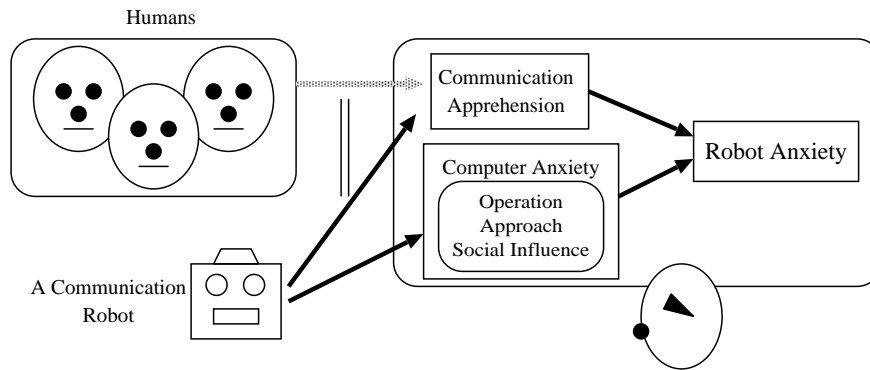 Humans
Communication
Apprehension
Robot Anxiety
Computer Anxiety
Operation
Approach
Social Influence
A Communication
Robot